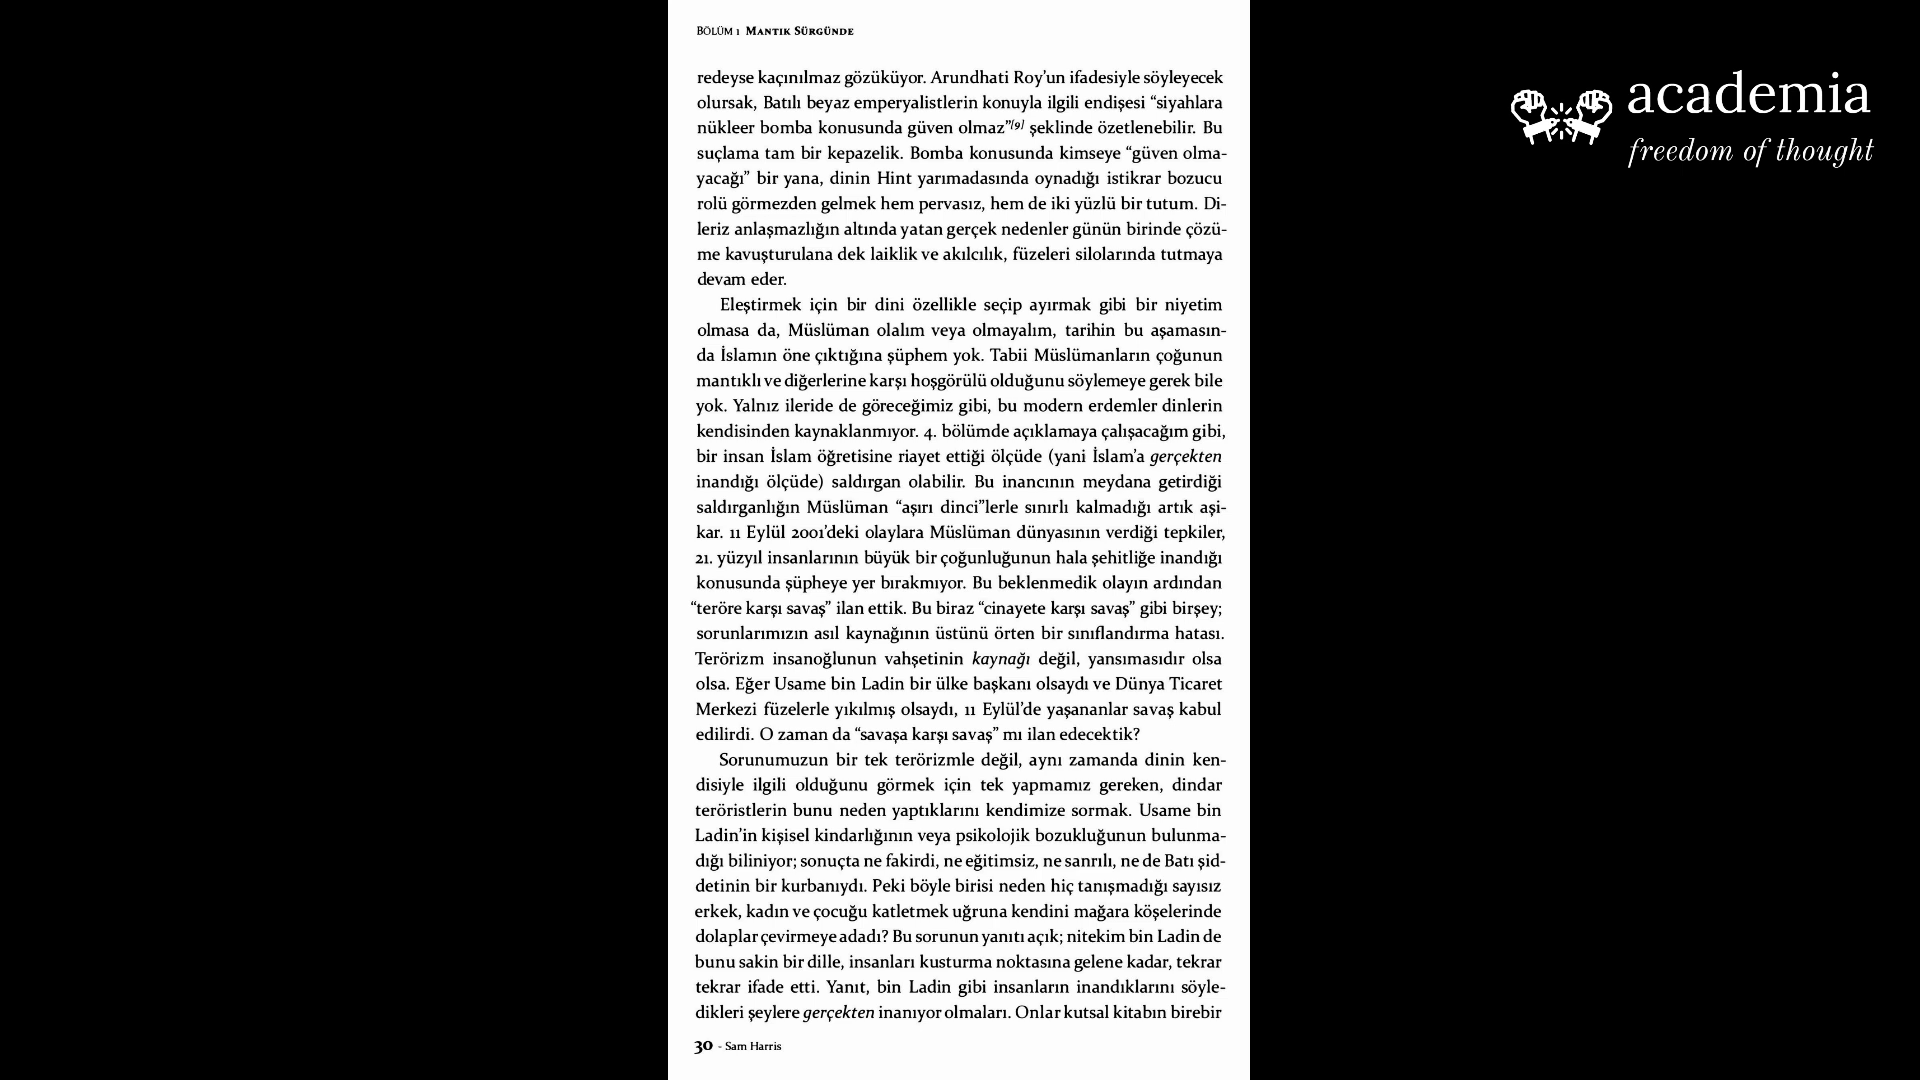 BÖLÜM 1 MANTIK SÜRGÜNDE
redeyse kaçınılmaz gözüküyor. Arundhati Roy’un ifadesiyle söyleyecek
olursak, Batılı beyaz emperyalistlerin konuyla ilgili endişesi “siyahlara
nükleer bomba konusunda güven olmaz”[9] şeklinde özetlenebilir. Bu
suçlama tam bir kepazelik. Bomba konusunda kimseye “güven olma-
yacağı” bir yana, dinin Hint yarımadasında oynadığı istikrar bozucu
rolü görmezden gelmek hem pervasız, hem de iki yüzlü bir tutum. Di-
leriz anlaşmazlığın altında yatan gerçek nedenler günün birinde çözü-
me kavuşturulana dek laiklik ve akılcılık, füzeleri silolarında tutmaya
devam eder.
Eleştirmek için bir dini özellikle seçip ayırmak gibi bir niyetim
olmasa da, Müslüman olalım veya olmayalım, tarihin bu aşamasın-
da İslamın öne çıktığına şüphem yok. Tabii Müslümanların çoğunun
mantıklı ve diğerlerine karşı hoşgörülü olduğunu söylemeye gerek bile
yok. Yalnız ileride de göreceğimiz gibi, bu modern erdemler dinlerin
kendisinden kaynaklanmıyor. 4. bölümde açıklamaya çalışacağım gibi,
bir insan İslam öğretisine riayet ettiği ölçüde (yani İslam’a gerçekten
inandığı ölçüde) saldırgan olabilir. Bu inancının meydana getirdiği
saldırganlığın Müslüman “aşırı dinci”lerle sınırlı kalmadığı artık aşi-
kar. 11 Eylül 2001’deki olaylara Müslüman dünyasının verdiği tepkiler,
21. yüzyıl insanlarının büyük bir çoğunluğunun hala şehitliğe inandığı
konusunda şüpheye yer bırakmıyor. Bu beklenmedik olayın ardından
“teröre karşı savaş” ilan ettik. Bu biraz “cinayete karşı savaş” gibi birşey;
sorunlarımızın asıl kaynağının üstünü örten bir sınıflandırma hatası.
Terörizm insanoğlunun vahşetinin kaynağı değil, yansımasıdır olsa
olsa. Eğer Usame bin Ladin bir ülke başkanı olsaydı ve Dünya Ticaret
Merkezi füzelerle yıkılmış olsaydı, 11 Eylül’de yaşananlar savaş kabul
edilirdi. O zaman da “savaşa karşı savaş” mı ilan edecektik?
Sorunumuzun bir tek terörizmle değil, aynı zamanda dinin ken-
disiyle ilgili olduğunu görmek için tek yapmamız gereken, dindar
teröristlerin bunu neden yaptıklarını kendimize sormak. Usame bin
Ladin’in kişisel kindarlığının veya psikolojik bozukluğunun bulunma-
dığı biliniyor; sonuçta ne fakirdi, ne eğitimsiz, ne sanrılı, ne de Batı şid-
detinin bir kurbanıydı. Peki böyle birisi neden hiç tanışmadığı sayısız
erkek, kadın ve çocuğu katletmek uğruna kendini mağara köşelerinde
dolaplar çevirmeye adadı? Bu sorunun yanıtı açık; nitekim bin Ladin de
bunu sakin bir dille, insanları kusturma noktasına gelene kadar, tekrar
tekrar ifade etti. Yanıt, bin Ladin gibi insanların inandıklarını söyle-
dikleri şeylere gerçekten inanıyor olmaları. Onlar kutsal kitabın birebir
30 - Sam Harris
academia
freedom of thought